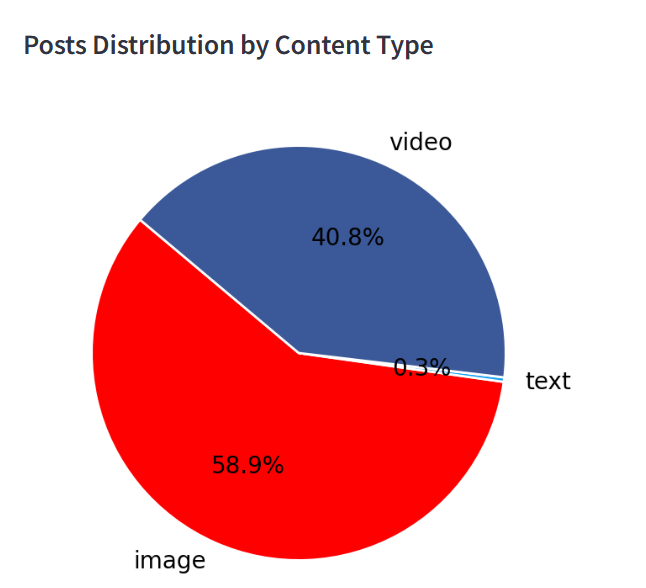 Posts Distribution by Content Type
video
40.8%
0.3%
text
58.9%
image